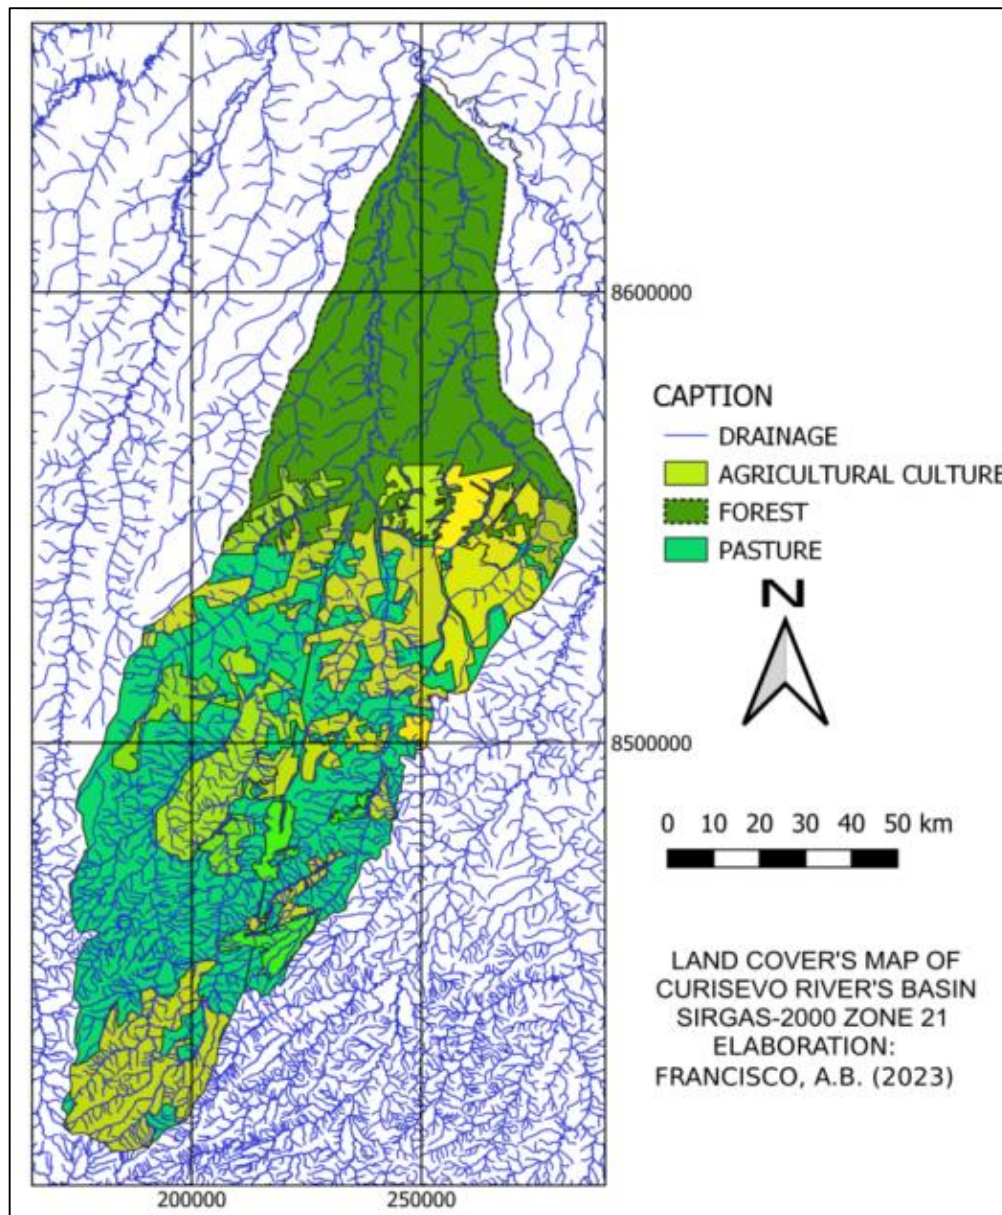 8600000
CAPTION
DRAINAGE
AGRICULTURAL CULTURE
FOREST
PASTURE
N
8500000
0 10 20 30 40 50 km
LAND COVER'S MAP OF
CURISEVO RIVER'S BASIN
SIRGAS-2000 ZONE 21
ELABORATION:
FRANCISCO, A.B. (2023)
200000 250000